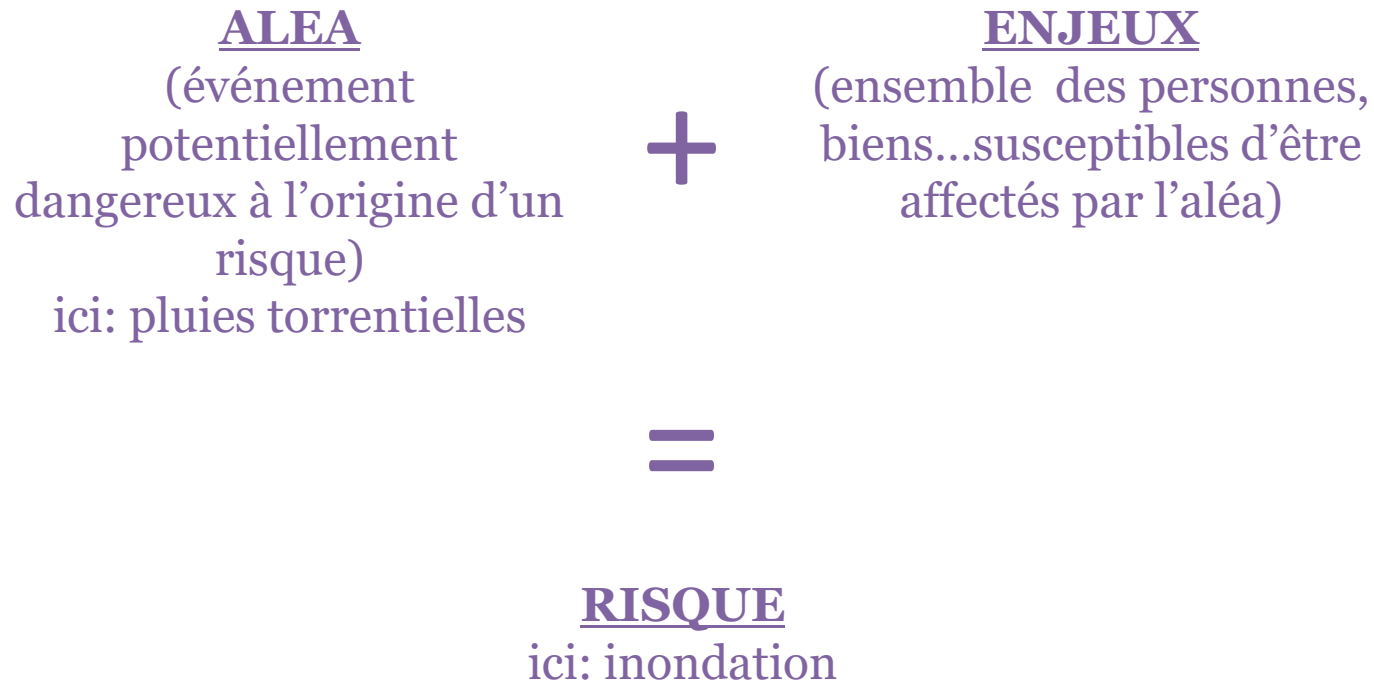 ALEA
(événement
potentiellement
dangereux à l’origine d’un
risque)
ici: pluies torrentielles
+
ENJEUX
(ensemble des personnes,
biens…susceptibles d’être
affectés par l’aléa)
=
RISQUE
ici: inondation